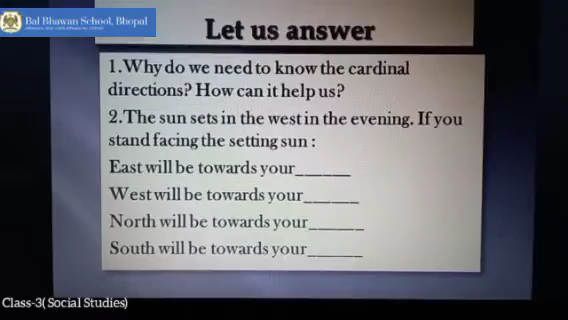 Bal Bhawan School, Bhopal
Let us answer
1.Why do we need to know the cardinal
directions? How can it help us?
2.The sun sets in the west in the evening. If you
stand facing the setting sun :
East will be towards your______
West will be towards your______
North will be towards your______
South will be towards your______
Class-3( Social Studies)